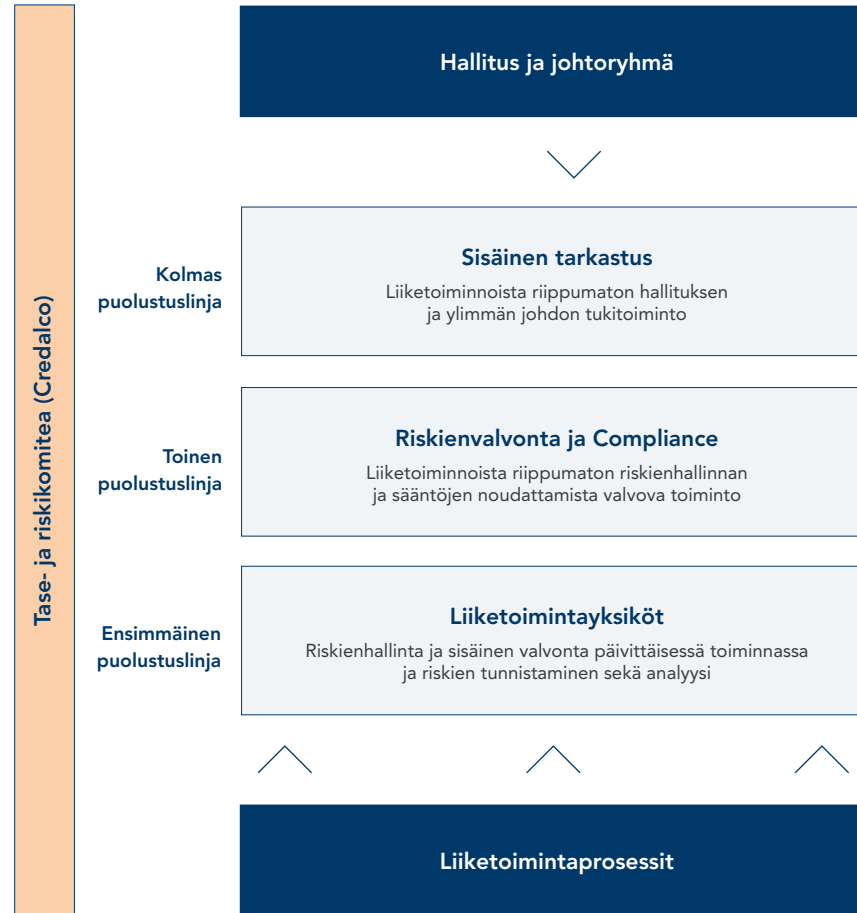 Tase- ja riskikomitea (Credalco)
Hallitus ja johtoryhmä
Kolmas
puolustuslinja
Sisäinen tarkastus
Liiketoiminnoista riippumaton hallituksen
ja ylimmän johdon tukitoiminto
Toinen
puolustuslinja
Riskienvalvonta ja Compliance
Liiketoiminnoista riippumaton riskienhallinnan
ja sääntöjen noudattamista valvova toiminto
Ensimmäinen
puolustuslinja
Liiketoimintayksiköt
Riskienhallinta ja sisäinen valvonta päivittäisessä toiminnassa
ja riskien tunnistaminen sekä analyysi
Liiketoimintaprosessit